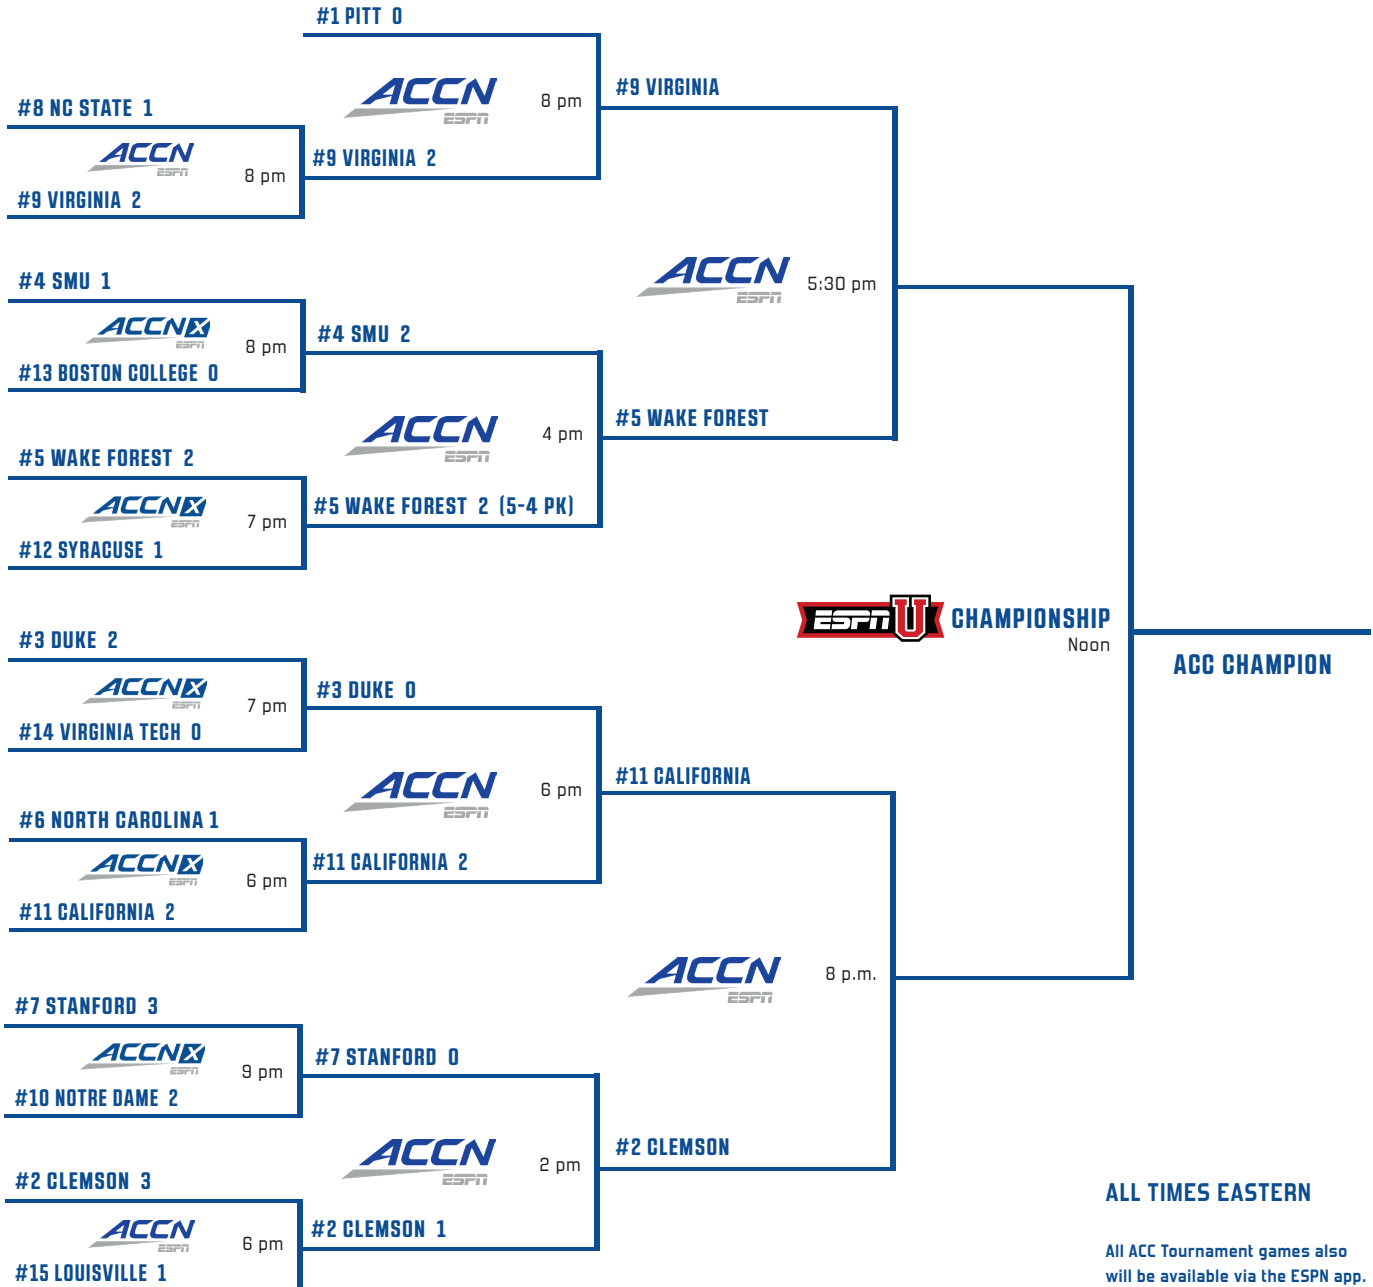 #1 PITT 0
ACCN
ESPN
8 pm
#9 VIRGINIA
#8 NC STATE 1
ACCN
ESPN
8 pm
#9 VIRGINIA 2
#9 VIRGINIA 2
#4 SMU 1
ACCNX
ESPN
8 pm
#13 BOSTON COLLEGE 0
#4 SMU 2
ACCN
ESPN
5:30 pm
ACCN
ESPN
4 pm
#5 WAKE FOREST
#5 WAKE FOREST 2
ACCNX
ESPN
7 pm
#12 SYRACUSE 1
#5 WAKE FOREST 2 (5-4 PK)
ESPN U
CHAMPIONSHIP
Noon
ACC CHAMPION
#3 DUKE 2
ACCNX
ESPN
7 pm
#14 VIRGINIA TECH 0
#3 DUKE 0
ACCN
ESPN
6 pm
#11 CALIFORNIA
#6 NORTH CAROLINA 1
ACCNX
ESPN
6 pm
#11 CALIFORNIA 2
#11 CALIFORNIA 2
ACCN
ESPN
8 p.m.
#7 STANFORD 3
ACCNX
ESPN
9 pm
#10 NOTRE DAME 2
#7 STANFORD 0
ACCN
ESPN
2 pm
#2 CLEMSON
#2 CLEMSON 3
ACCN
ESPN
6 pm
#15 LOUISVILLE 1
#2 CLEMSON 1
ALL TIMES EASTERN
All ACC Tournament games also
will be available via the ESPN app.